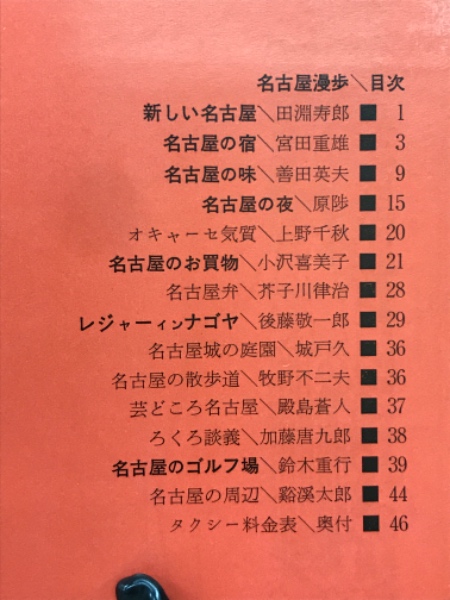 名古屋漫歩＼目次
新しい名古屋＼田淵寿郎 ■ 1
名古屋の宿＼宮田重雄 ■ 3
名古屋の味＼善田英夫 ■ 9
名古屋の夜＼原陟 ■ 15
オキャーセ気質＼上野千秋 ■ 20
名古屋のお買物＼小沢喜美子 ■ 21
名古屋弁＼芥子川律治 ■ 28
レジャーインナゴヤ＼後藤敬一郎 ■ 29
名古屋城の庭園＼城戸久 ■ 36
名古屋の散歩道＼牧野不二夫 ■ 36
芸どころ名古屋＼殿島蒼人 ■ 37
ろくろ談義＼加藤唐九郎 ■ 38
名古屋のゴルフ場＼鈴木重行 ■ 39
名古屋の周辺＼谿溪太郎 ■ 44
タクシー料金表＼奥付 ■ 46